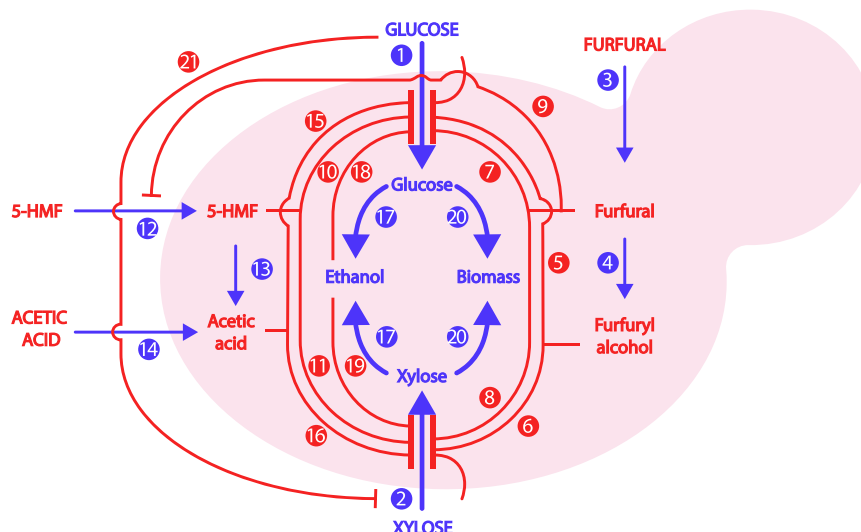 GLUCOSE
21
1
FURFURAL
3
9
15
10
18
7
Glucose
5-HMF
5-HMF
Furfural
12
17
20
13
5
4
Ethanol
Biomass
ACETIC
ACID
Acetic
acid
Furfuryl
alcohol
14
17
20
11
19
Xylose
8
16
6
2
XYLOSE